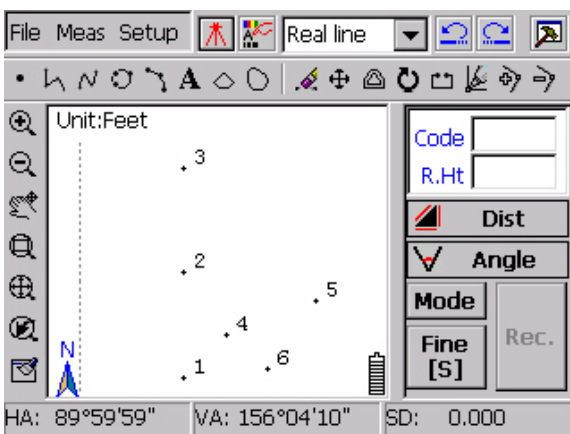 File Meas Setup Real line
A
Unit:Feet
Code
3
R.Ht
Dist
2
Angle
5
Mode
4
Fine
[S]
Rec.
N
1
6
HA: 89°59'59" VA: 156°04'10" SD: 0.000